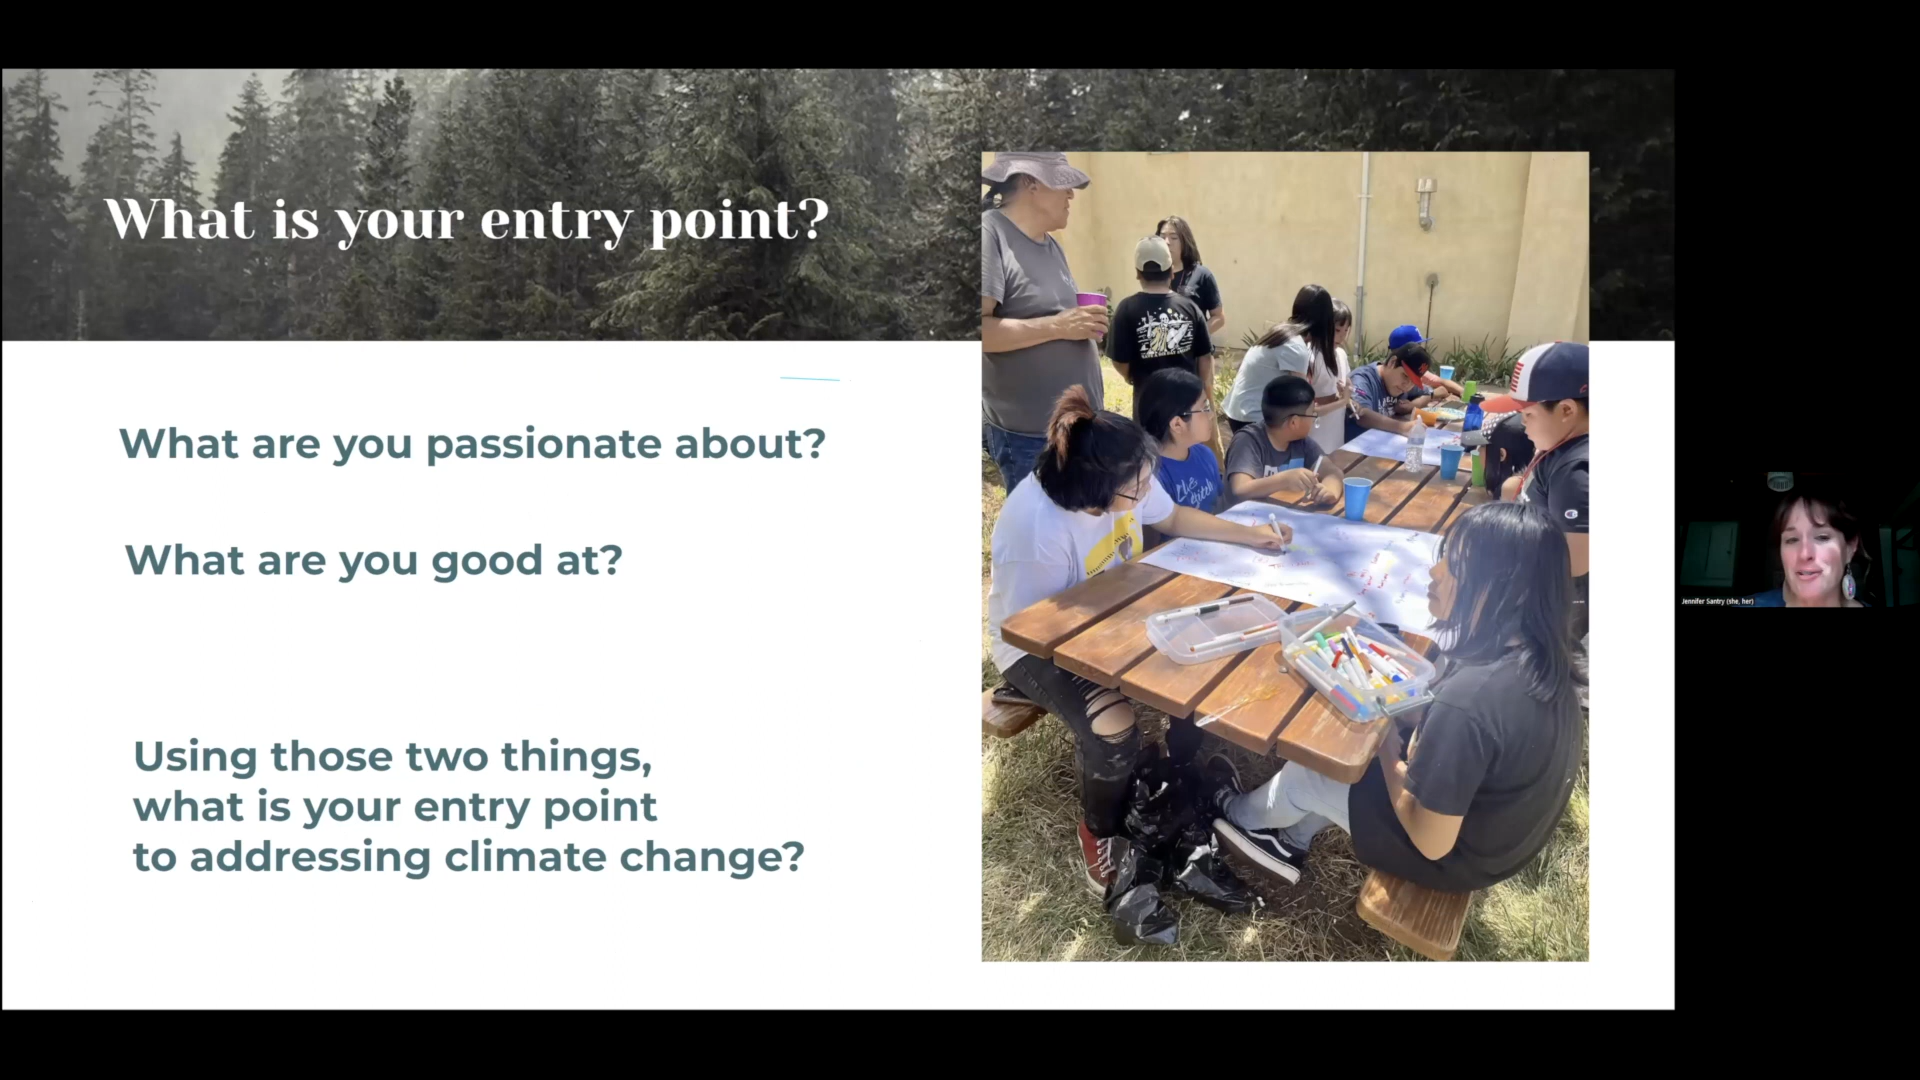 What is your entry point?
What are you passionate about?
What are you good at?
Using those two things,
what is your entry point
to addressing climate change?
Jennifer Santry (she, her)